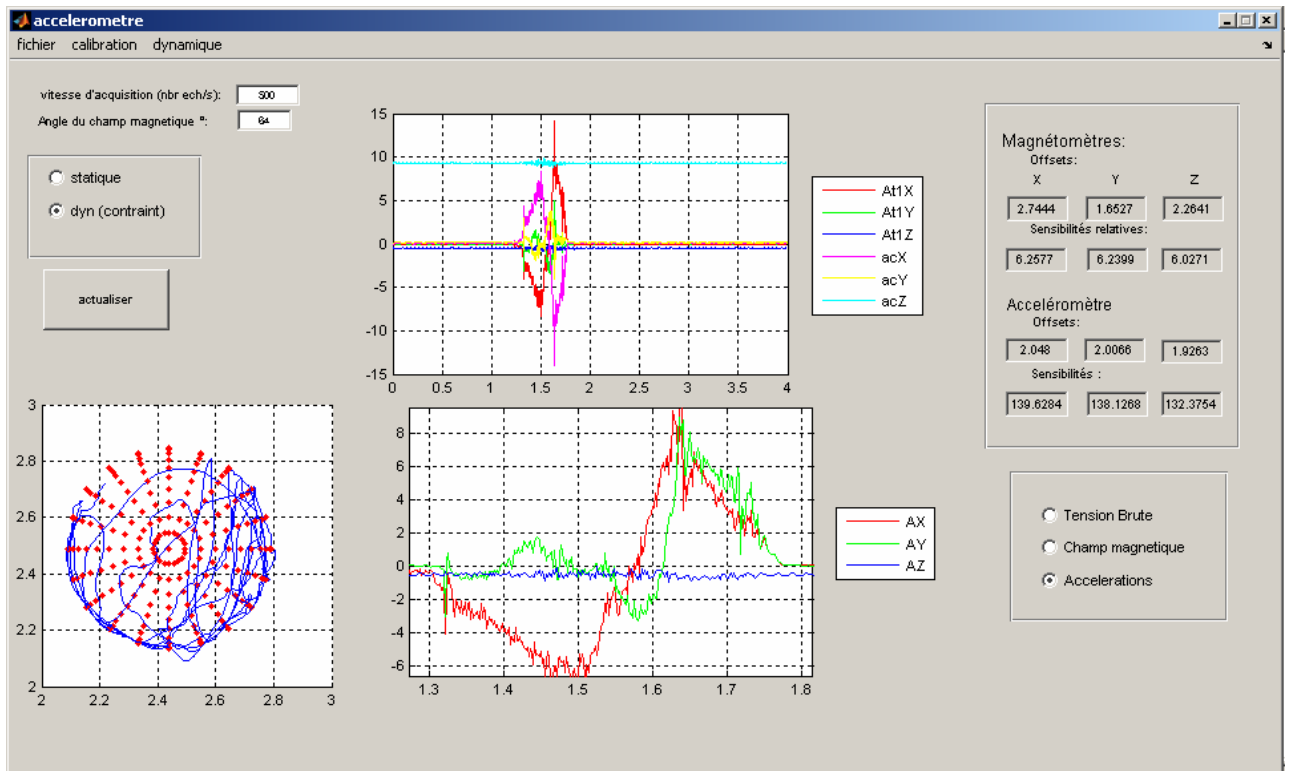 accelerometre
fichier calibration dynamique
vitesse d'acquisition (nbr ech/s): 500
Angle du champ magnetique °: 64
statique
dyn (contraint)
actualiser
15
10
5
0
-5
-10
-15
0 0.5 1 1.5 2 2.5 3 3.5 4
At1X
At1Y
At1Z
acX
acY
acZ
Magnétomètres:
Offsets:
X Y Z
2.7444 1.6527 2.2641
Sensibilités relatives:
6.2577 6.2399 6.0271
Acceléromètre
Offsets:
2.048 2.0066 1.9263
Sensibilités :
139.6284 138.1268 132.3754
3
2.8
2.6
2.4
2.2
2
2 2.2 2.4 2.6 2.8 3
8
6
4
2
0
-2
-4
-6
1.3 1.4 1.5 1.6 1.7 1.8
AX
AY
AZ
Tension Brute
Champ magnetique
Accelerations